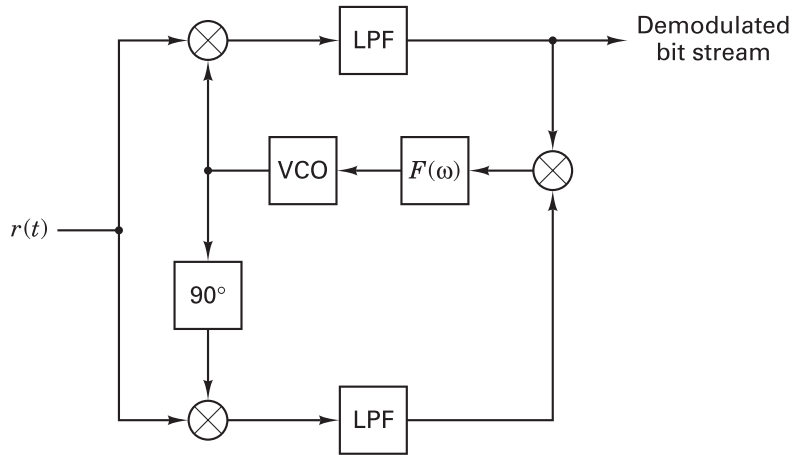 LPF
Demodulated
bit stream
VCO
F(ω)
r(t)
90°
LPF